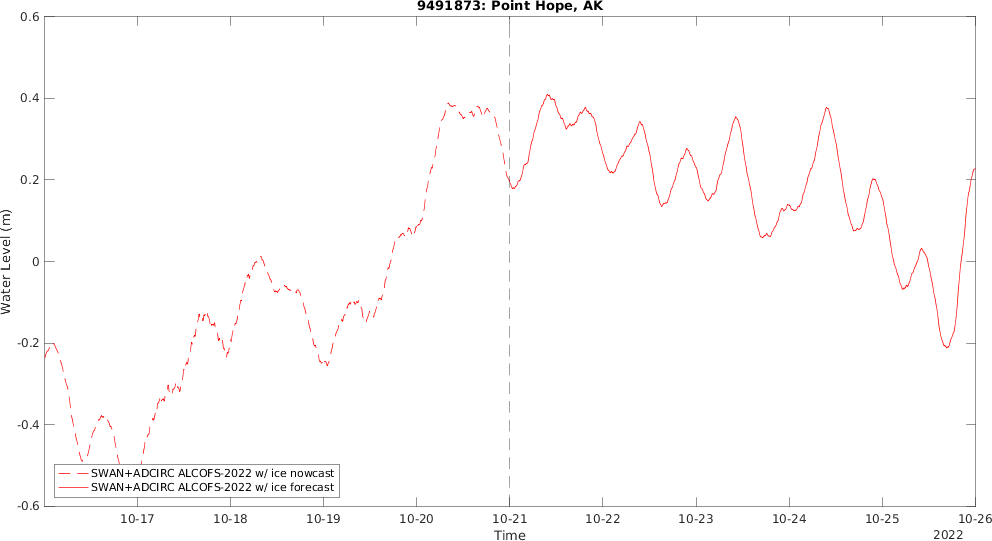 9491873: Point Hope, AK
0.6
0.4
0.2
0
-0.2
-0.4
-0.6
Water Level (m)
SWAN+ADCIRC ALCOFS-2022 w/ ice nowcast
SWAN+ADCIRC ALCOFS-2022 w/ ice forecast
10-17 10-18 10-19 10-20 10-21 10-22 10-23 10-24 10-25 10-26
Time
2022